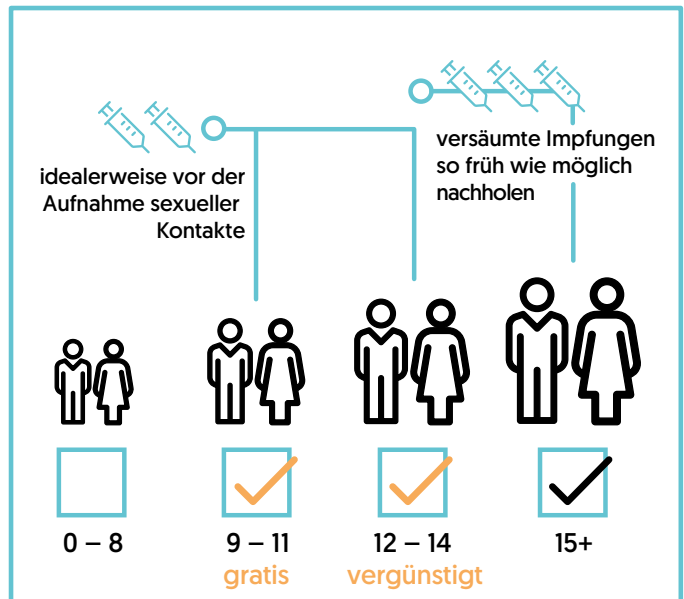 idealerweise vor der
Aufnahme sexueller
Kontakte
versäumte Impfungen
so früh wie möglich
nachholen
0 – 8
9 – 11
gratis
12 – 14
vergünstigt
15+